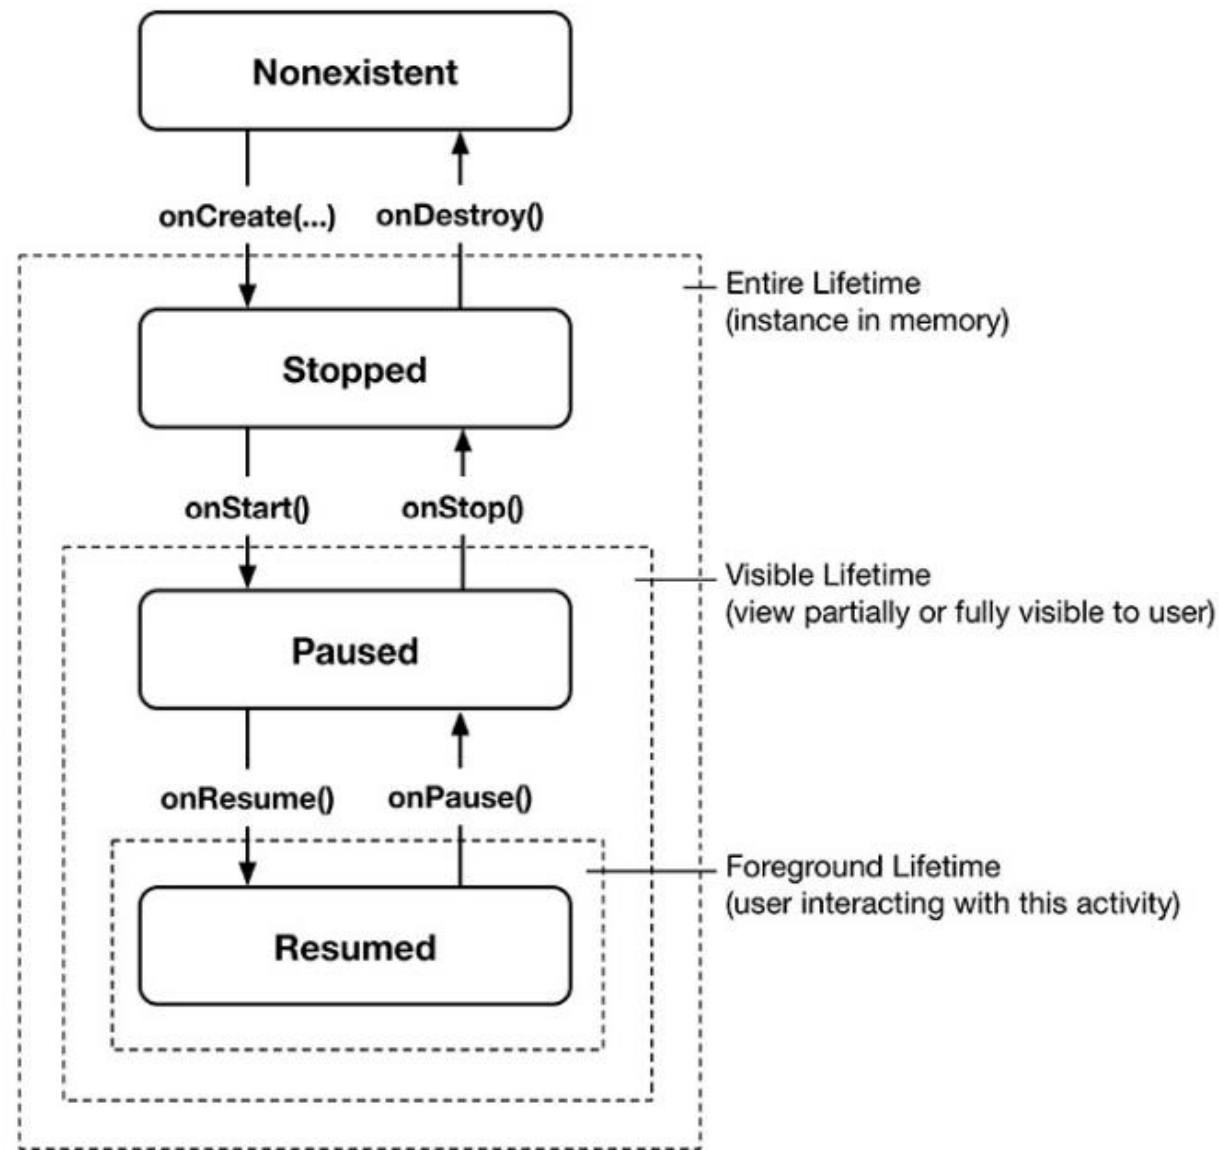 Nonexistent
onCreate(...) onDestroy()
Entire Lifetime
(instance in memory)
Stopped
onStart() onStop()
Visible Lifetime
(view partially or fully visible to user)
Paused
onResume() onPause()
Foreground Lifetime
(user interacting with this activity)
Resumed